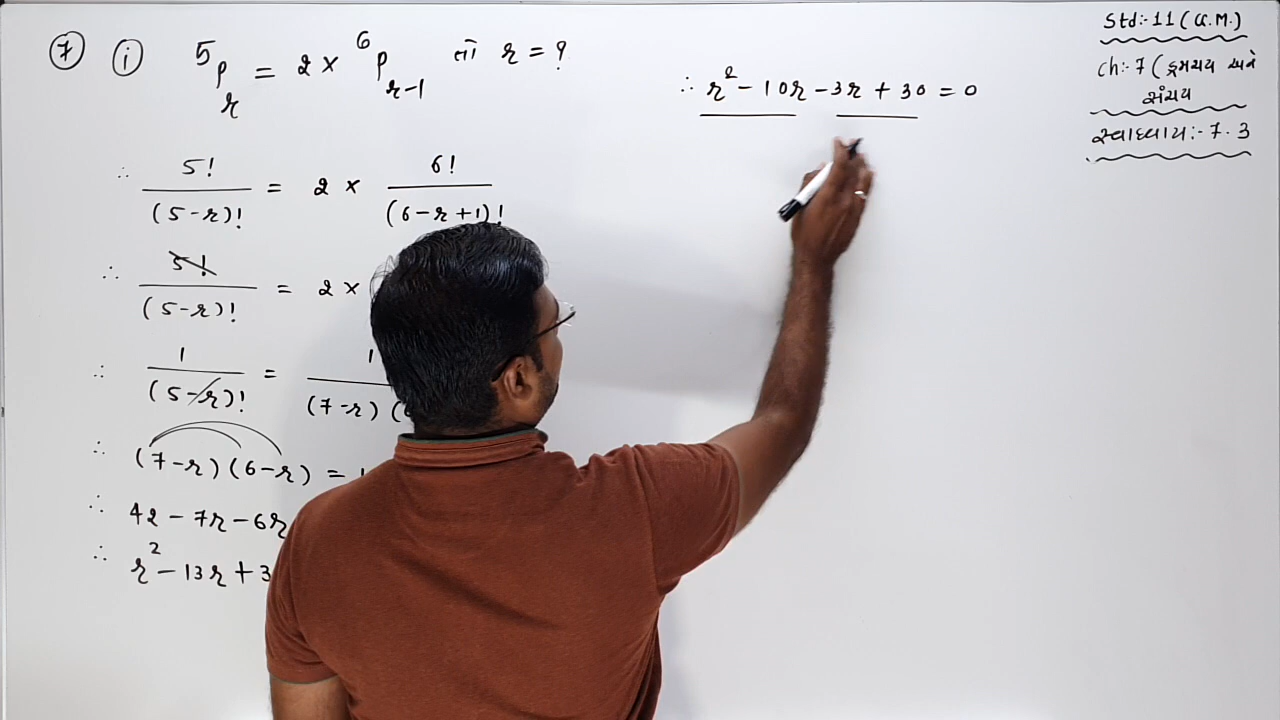 7 i 5Pr = 2 × 6Pr-1 તો r = ?
∴ 5! / (5-r)! = 2 × 6! / (6-r+1)!
∴ 5! / (5-r)! = 2 ×
∴ 1 / (5-r)! = 1 / (7-r)(
∴ (7-r)(6-r) =
∴ 42 - 7r - 6r
∴ r² - 13r + 3
∴ r² - 10r - 3r + 30 = 0
Std:- 11 (G.M.)
ch:- 7 (ક્રમચય અને
સંચય
સ્વાધ્યાય:- 7.3